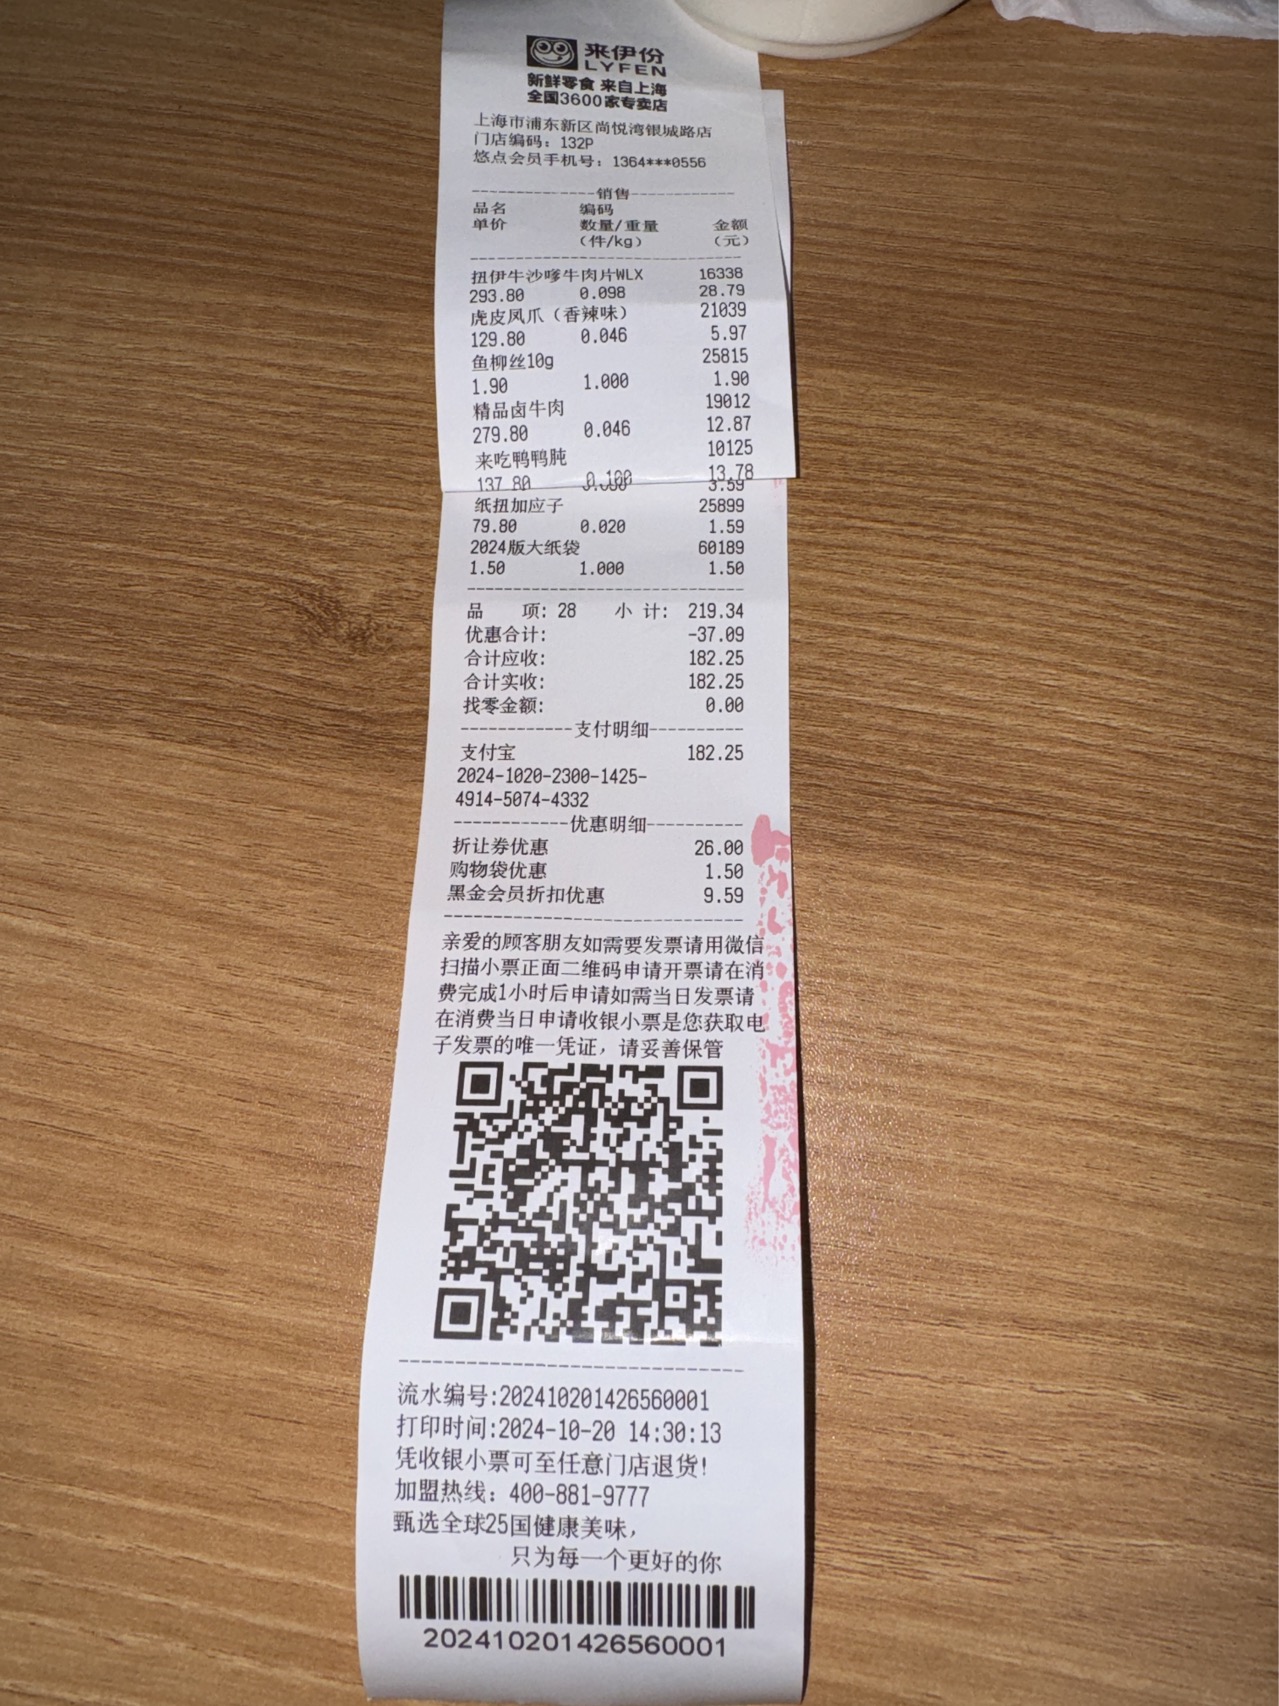 来伊份
LYFEN
新鲜零食 来自上海
全国3600家专卖店
上海市浦东新区尚悦湾银城路店
门店编码：132P
悠点会员手机号：1364***0556
销售
品名 编码
单价 数量/重量 金额
（件/kg） （元）
扭伊牛沙嗲牛肉片WLX 16338
293.80 0.098 28.79
虎皮凤爪（香辣味） 21039
129.80 0.046 5.97
鱼柳丝10g 25815
1.90 1.000 1.90
精品卤牛肉 19012
279.80 0.046 12.87
来吃鸭鸭肫 10125
137.80 0.100 13.78
3.59
纸扭加应子 25899
79.80 0.020 1.59
2024版大纸袋 60189
1.50 1.000 1.50
品 项: 28 小 计: 219.34
优惠合计: -37.09
合计应收: 182.25
合计实收: 182.25
找零金额: 0.00
支付明细
支付宝 182.25
2024-1020-2300-1425-
4914-5074-4332
优惠明细
折让券优惠 26.00
购物袋优惠 1.50
黑金会员折扣优惠 9.59
亲爱的顾客朋友如需要发票请用微信
扫描小票正面二维码申请开票请在消
费完成1小时后申请如需当日发票请
在消费当日申请收银小票是您获取电
子发票的唯一凭证，请妥善保管
流水编号:202410201426560001
打印时间:2024-10-20 14:30:13
凭收银小票可至任意门店退货!
加盟热线：400-881-9777
甄选全球25国健康美味，
只为每一个更好的你
202410201426560001